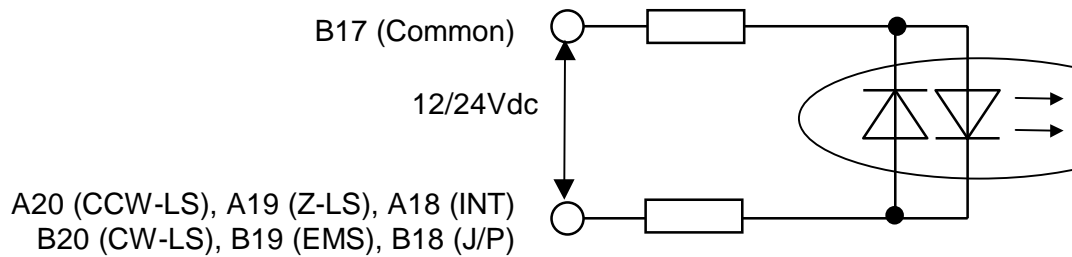 B17 (Common)
12/24Vdc
A20 (CCW-LS), A19 (Z-LS), A18 (INT)
B20 (CW-LS), B19 (EMS), B18 (J/P)